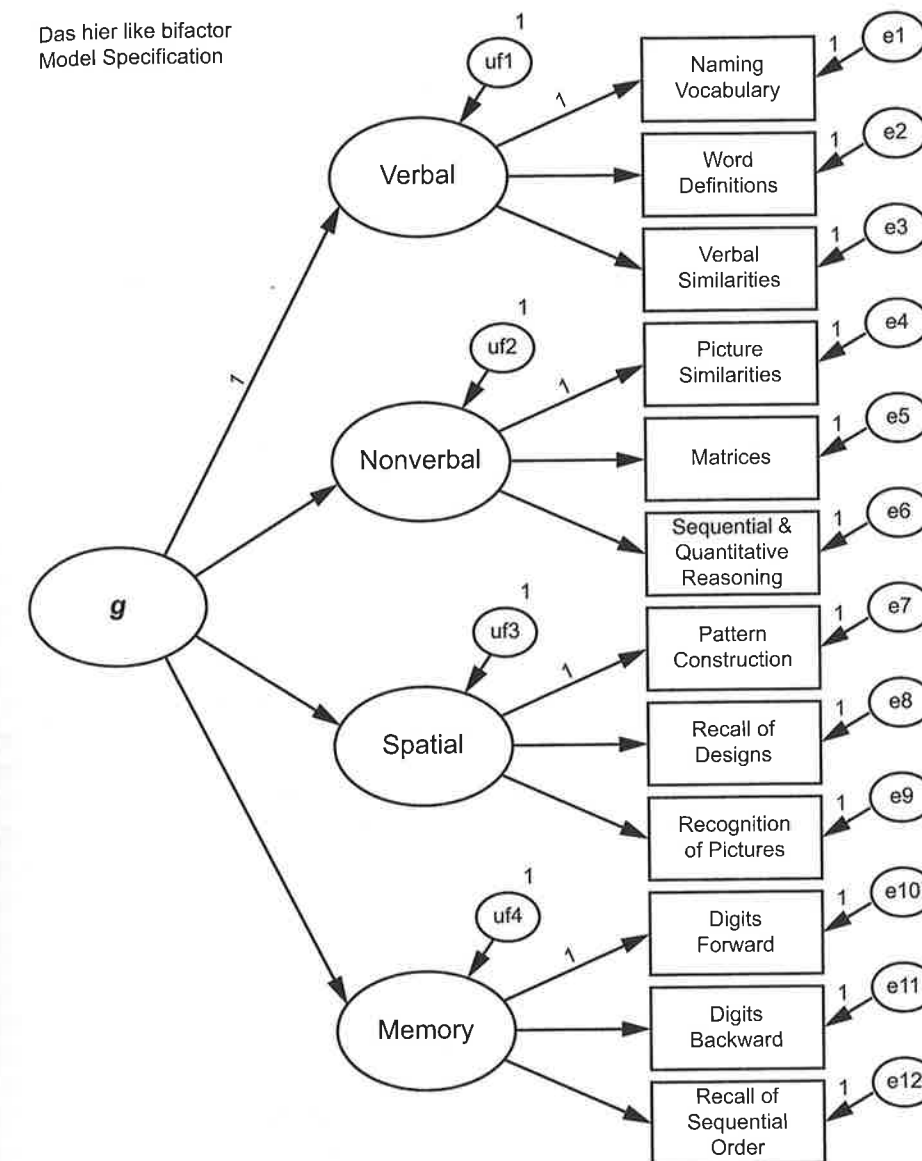 Das hier like bifactor
Model Specification
1
uf1
Verbal
1
Naming
Vocabulary
1
e1
Word
Definitions
1
e2
Verbal
Similarities
1
e3
1
1
uf2
Nonverbal
1
Picture
Similarities
1
e4
Matrices
1
e5
Sequential &
Quantitative
Reasoning
1
e6
g
1
uf3
Spatial
1
Pattern
Construction
1
e7
Recall of
Designs
1
e8
Recognition
of Pictures
1
e9
1
uf4
Memory
1
Digits
Forward
1
e10
Digits
Backward
1
e11
Recall of
Sequential
Order
1
e12